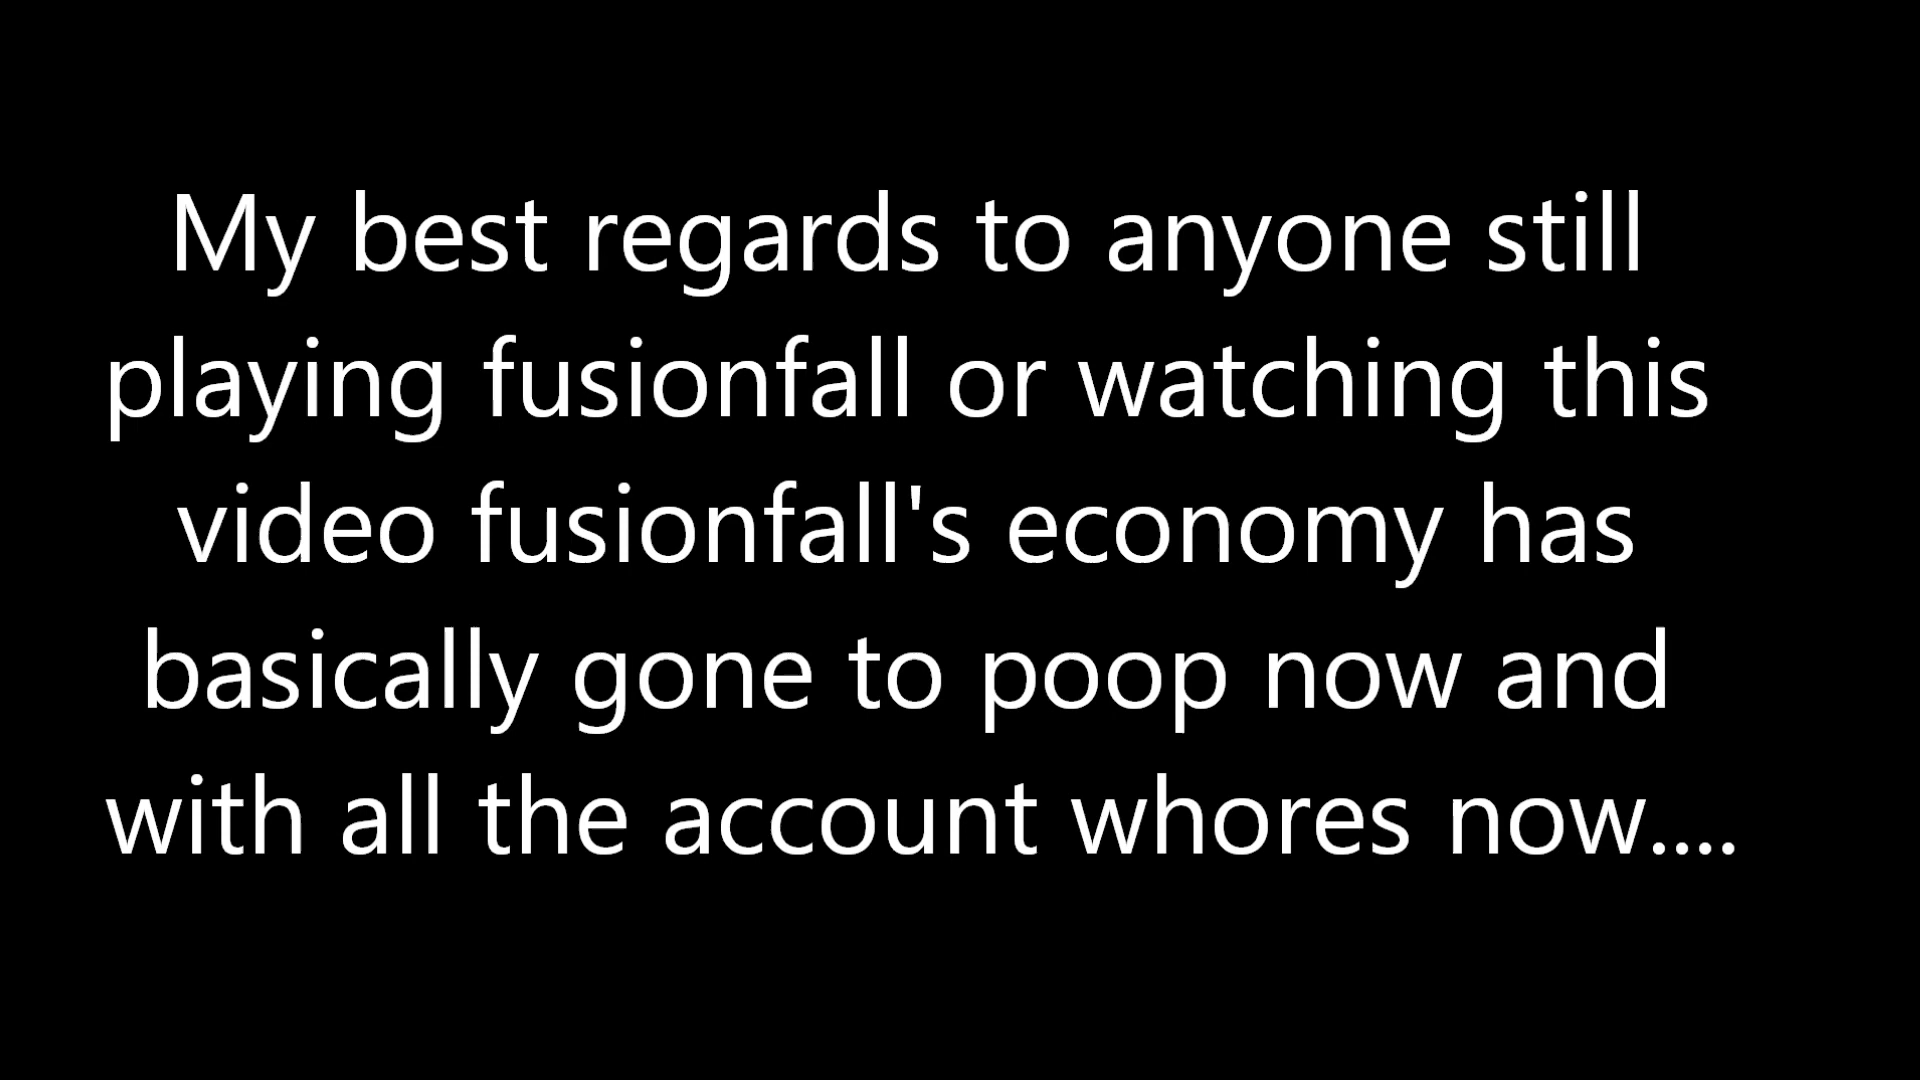 My best regards to anyone still
playing fusionfall or watching this
video fusionfall's economy has
basically gone to poop now and
with all the account whores now....